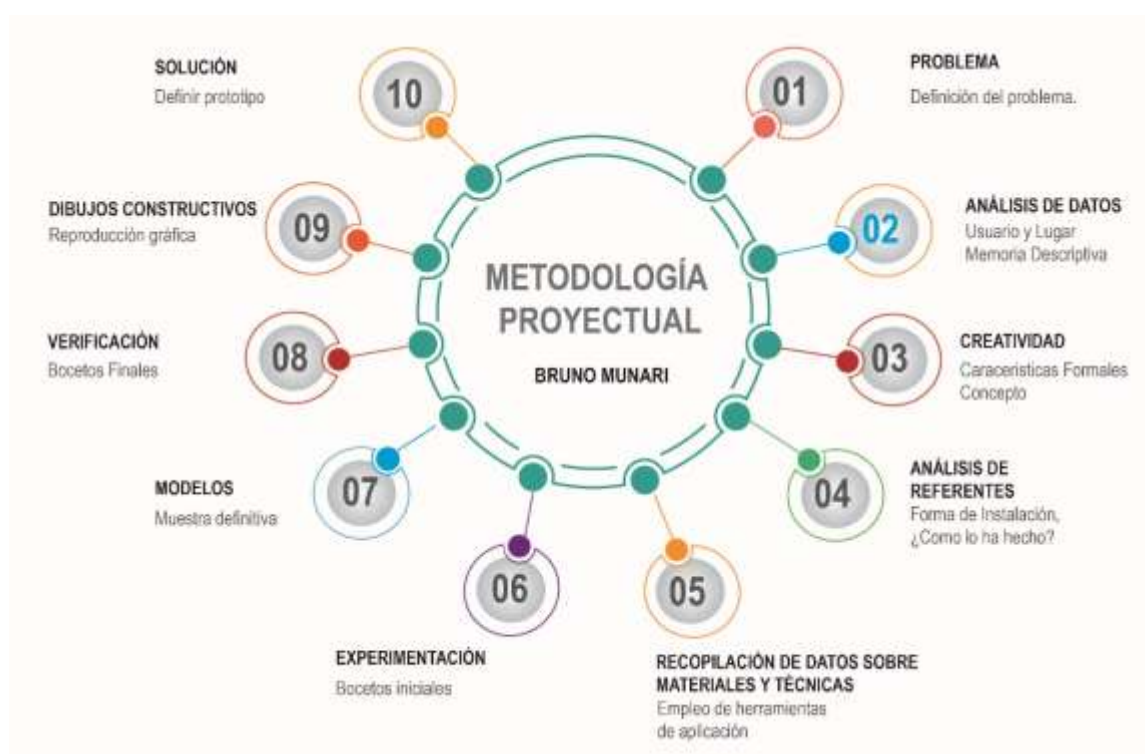 METODOLOGÍA
PROYECTUAL
BRUNO MUNARI
01
PROBLEMA
Definición del problema.
02
ANÁLISIS DE DATOS
Usuario y Lugar
Memoria Descriptiva
03
CREATIVIDAD
Caracerísticas Formales
Concepto
04
ANÁLISIS DE
REFERENTES
Forma de Instalación,
¿Como lo ha hecho?
05
RECOPILACIÓN DE DATOS SOBRE
MATERIALES Y TÉCNICAS
Empleo de herramientas
de aplicación
06
EXPERIMENTACIÓN
Bocetos iniciales
07
MODELOS
Muestra definitiva
08
VERIFICACIÓN
Bocetos Finales
09
DIBUJOS CONSTRUCTIVOS
Reproducción gráfica
10
SOLUCIÓN
Definir prototipo